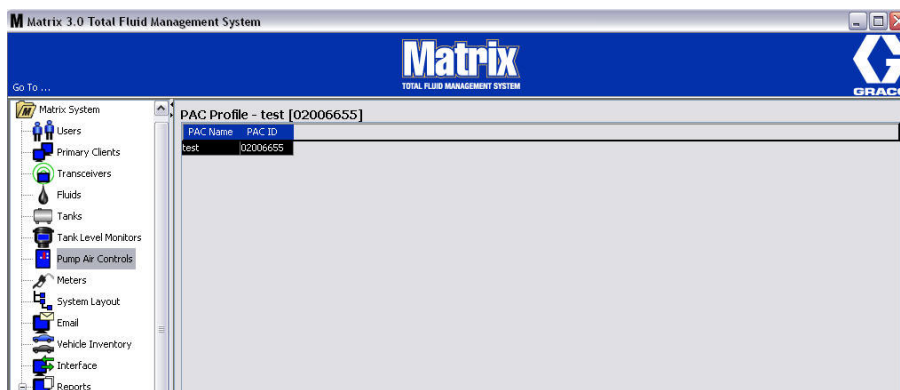 M Matrix 3.0 Total Fluid Management System
Matrix
TOTAL FLUID MANAGEMENT SYSTEM
Go To ...
GRACO
Matrix System
Users
Primary Clients
Transceivers
Fluids
Tanks
Tank Level Monitors
Pump Air Controls
Meters
System Layout
Email
Vehicle Inventory
Interface
Reports
PAC Profile - test [02006655]
PAC Name PAC ID
test 02006655